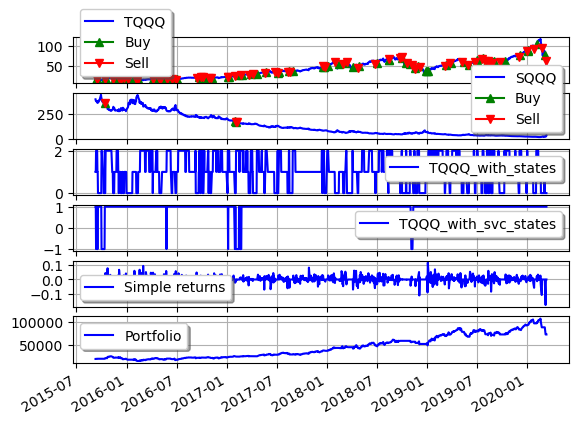 TQQQ
Buy
Sell
100
50
SQQQ
Buy
Sell
250
0
2
0
TQQQ_with_states
1
−1
TQQQ_with_svc_states
0.1
0.0
−0.1
Simple returns
100000
50000
Portfolio
2015-07
2016-01
2016-07
2017-01
2017-07
2018-01
2018-07
2019-01
2019-07
2020-01